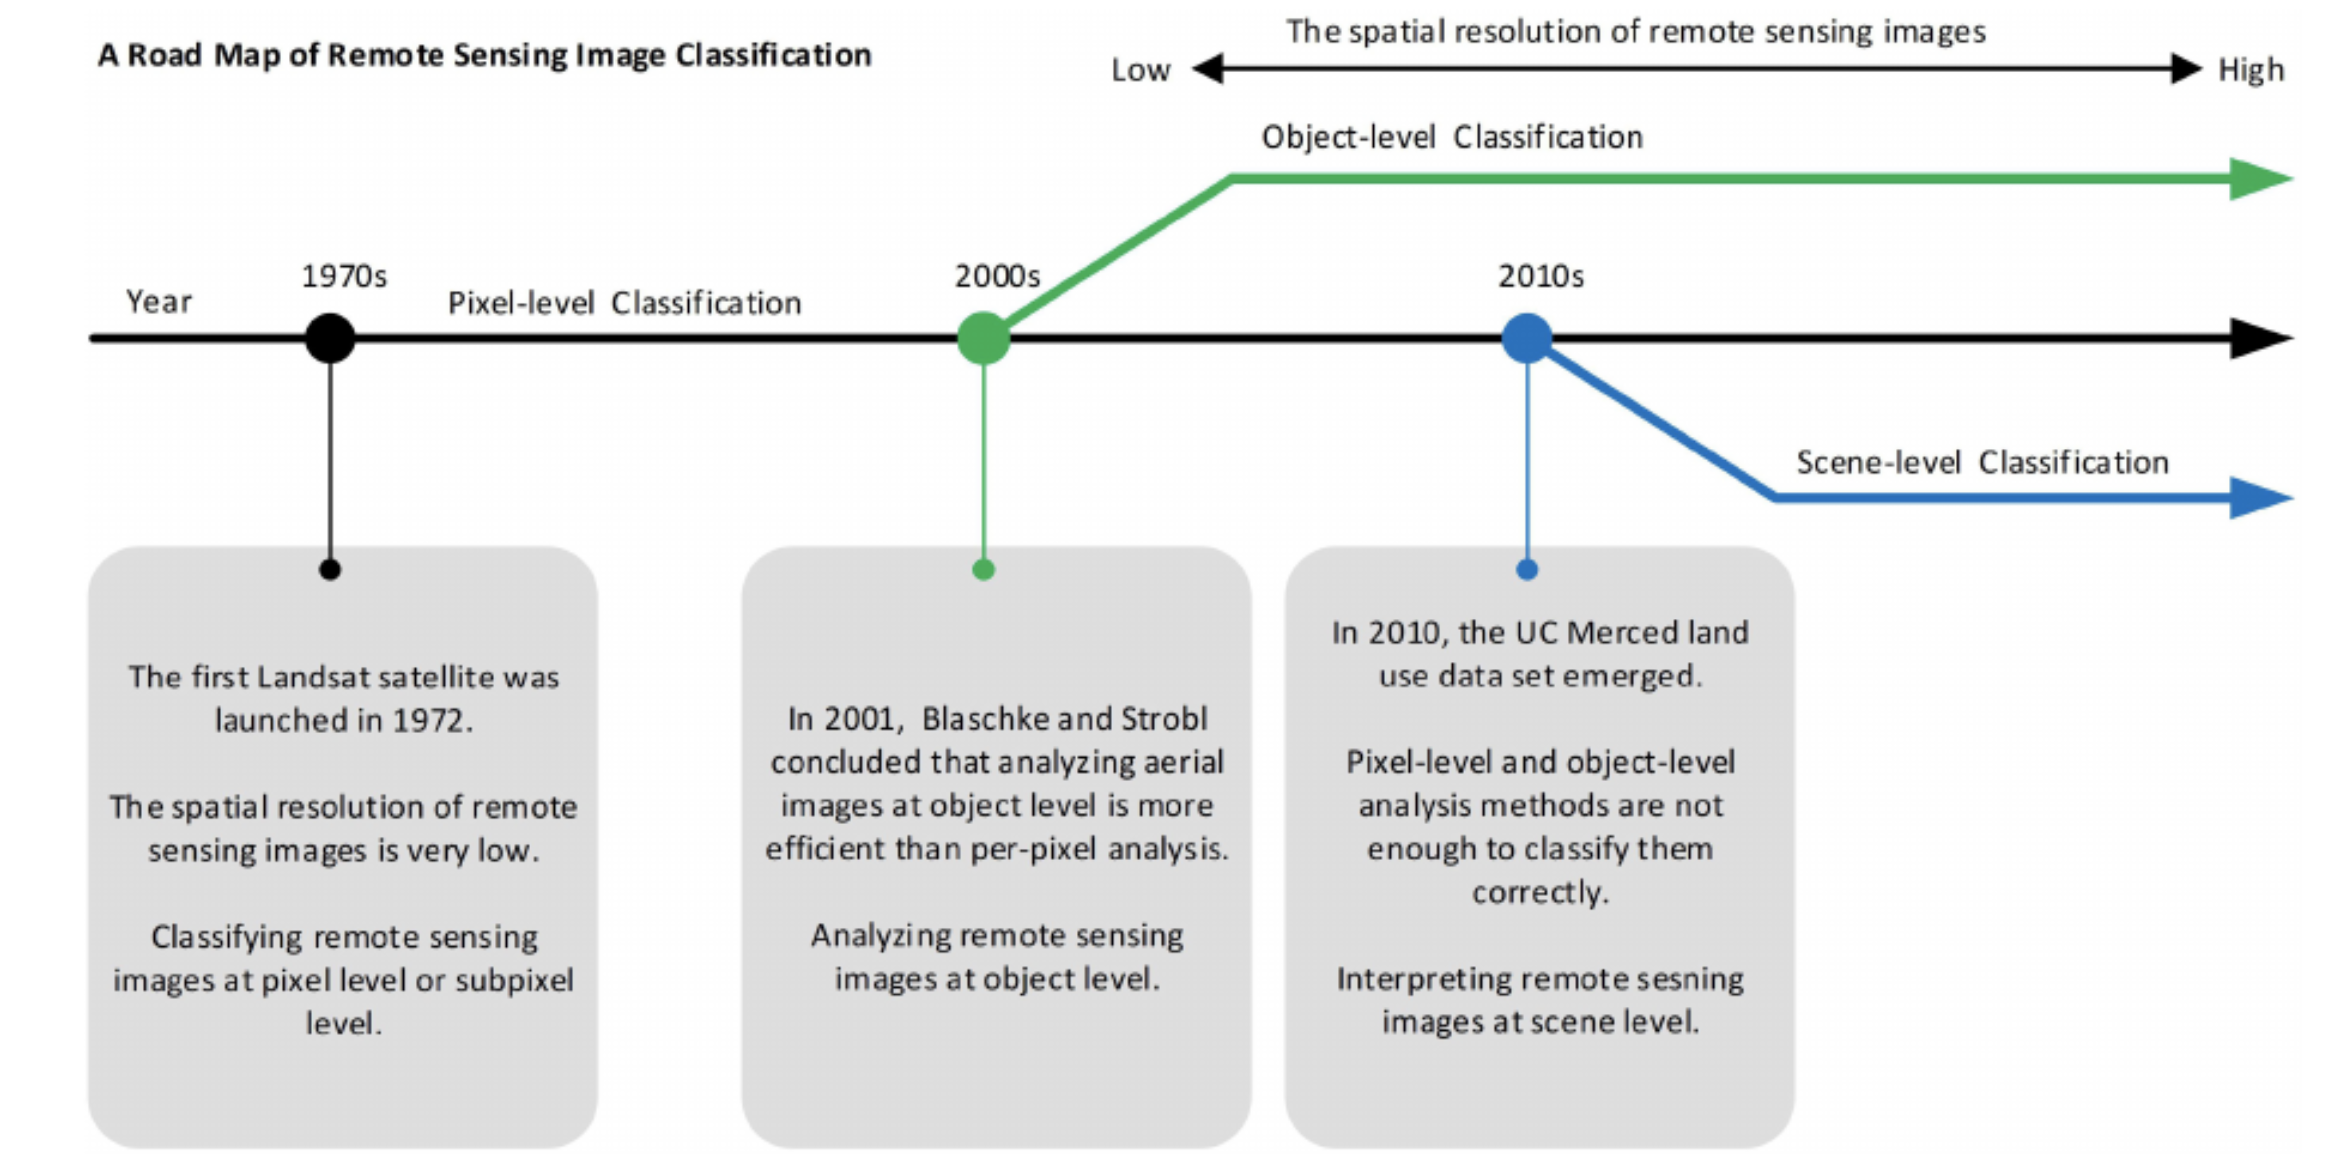 A Road Map of Remote Sensing Image Classification
The spatial resolution of remote sensing images
Low
High
Object-level Classification
1970s
2000s
2010s
Year
Pixel-level Classification
Scene-level Classification
The first Landsat satellite was
launched in 1972.
The spatial resolution of remote
sensing images is very low.
Classifying remote sensing
images at pixel level or subpixel
level.
In 2001, Blaschke and Strobl
concluded that analyzing aerial
images at object level is more
efficient than per-pixel analysis.
Analyzing remote sensing
images at object level.
In 2010, the UC Merced land
use data set emerged.
Pixel-level and object-level
analysis methods are not
enough to classify them
correctly.
Interpreting remote sesning
images at scene level.